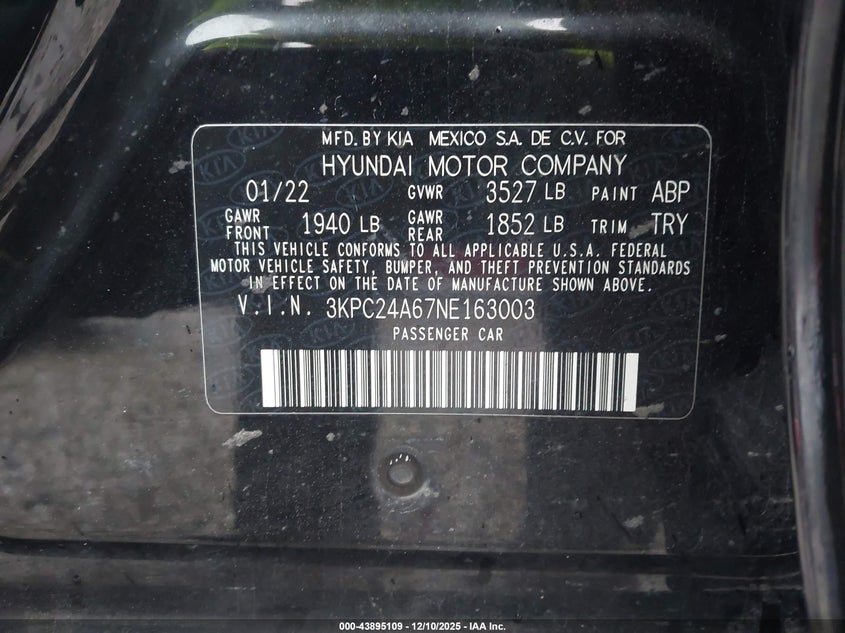 MFD. BY KIA MEXICO S.A. DE C.V. FOR
HYUNDAI MOTOR COMPANY
01/22 GVWR 3527 LB PAINT ABP
GAWR FRONT 1940 LB GAWR REAR 1852 LB TRIM TRY
THIS VEHICLE CONFORMS TO ALL APPLICABLE U.S.A. FEDERAL
MOTOR VEHICLE SAFETY, BUMPER, AND THEFT PREVENTION STANDARDS
IN EFFECT ON THE DATE OF MANUFACTURE SHOWN ABOVE.
V.I.N. 3KPC24A67NE163003
PASSENGER CAR
000-43895109 - 12/10/2025 - IAA Inc.